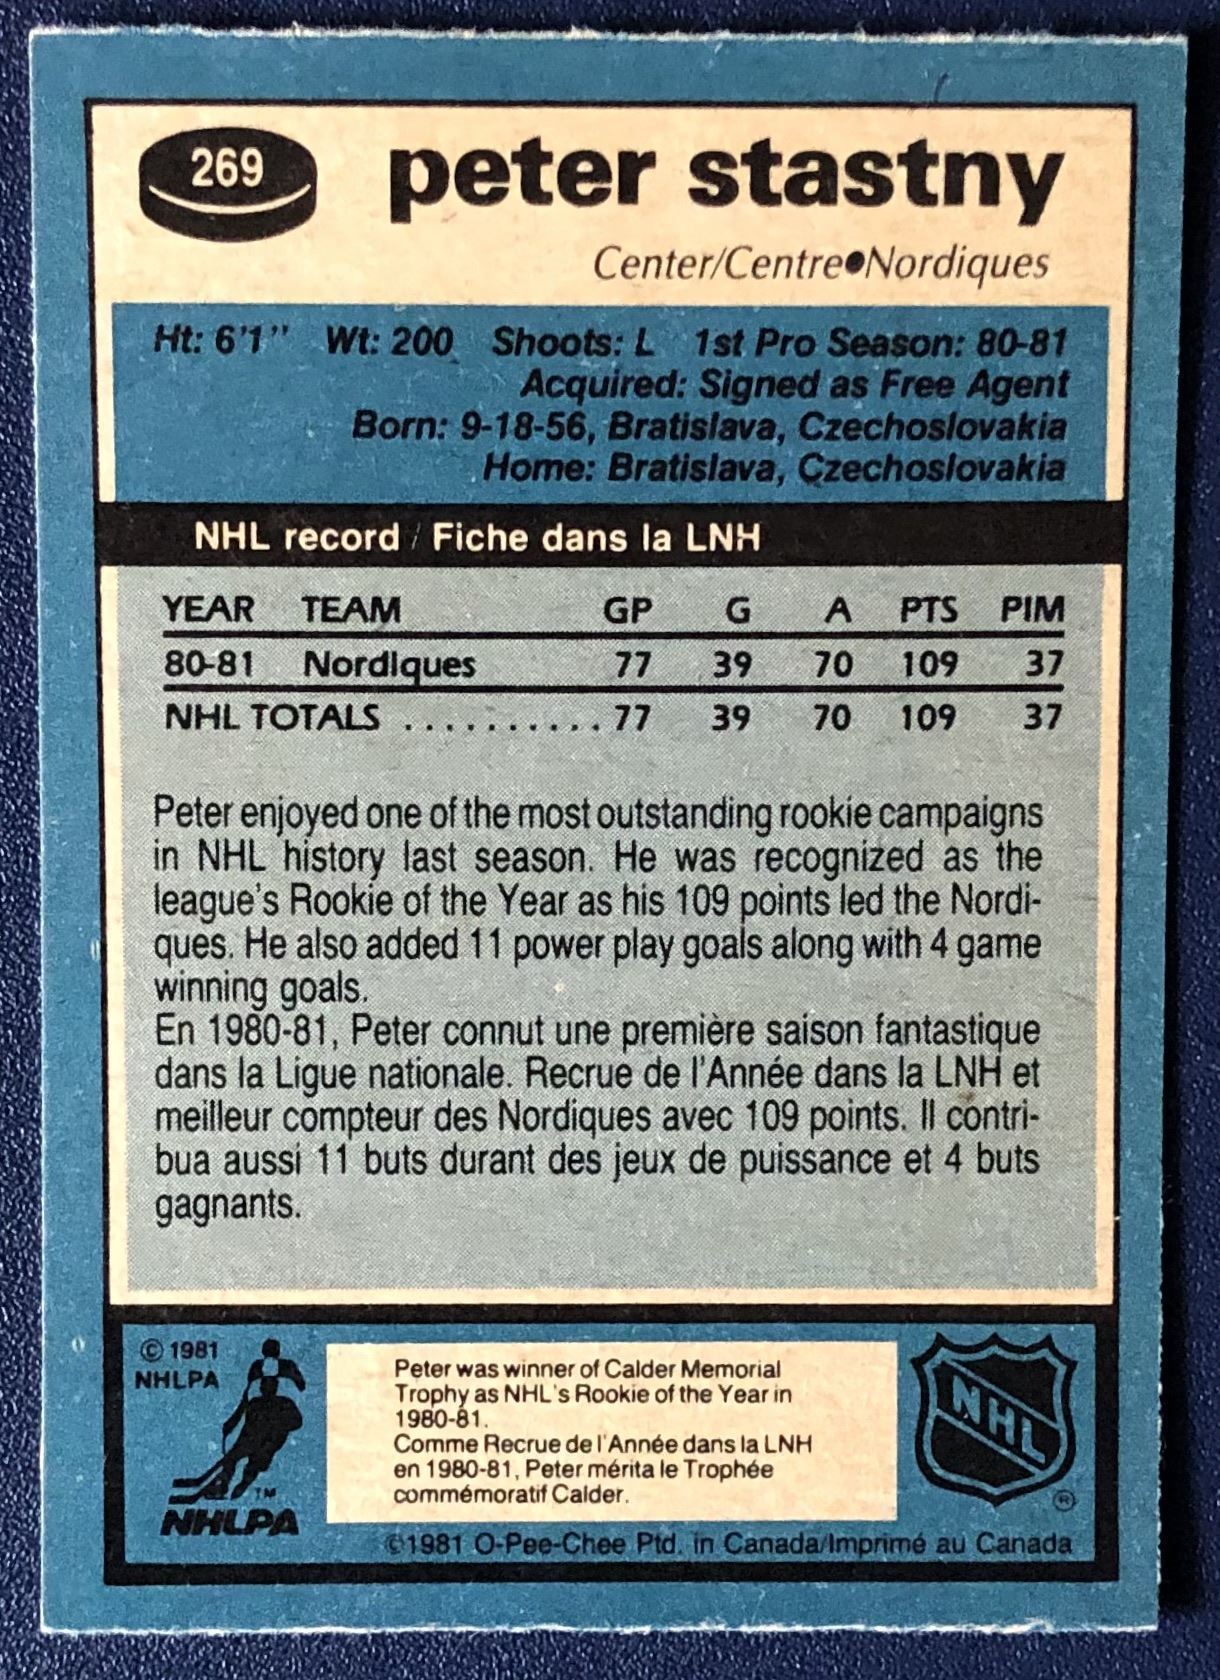 269
peter stastny
Center/Centre●Nordiques
Ht: 6'1" Wt: 200 Shoots: L 1st Pro Season: 80-81
Acquired: Signed as Free Agent
Born: 9-18-56, Bratislava, Czechoslovakia
Home: Bratislava, Czechoslovakia
NHL record / Fiche dans la LNH
YEAR TEAM GP G A PTS PIM
80-81 Nordiques 77 39 70 109 37
NHL TOTALS .......... 77 39 70 109 37
Peter enjoyed one of the most outstanding rookie campaigns
in NHL history last season. He was recognized as the
league's Rookie of the Year as his 109 points led the Nordi-
ques. He also added 11 power play goals along with 4 game
winning goals.
En 1980-81, Peter connut une première saison fantastique
dans la Ligue nationale. Recrue de l'Année dans la LNH et
meilleur compteur des Nordiques avec 109 points. Il contri-
bua aussi 11 buts durant des jeux de puissance et 4 buts
gagnants.
© 1981
NHLPA
TM
NHLPA
Peter was winner of Calder Memorial
Trophy as NHL's Rookie of the Year in
1980-81.
Comme Recrue de l'Année dans la LNH
en 1980-81, Peter mérita le Trophée
commémoratif Calder.
NHL
®
©1981 O-Pee-Chee Ptd. in Canada/Imprimé au Canada